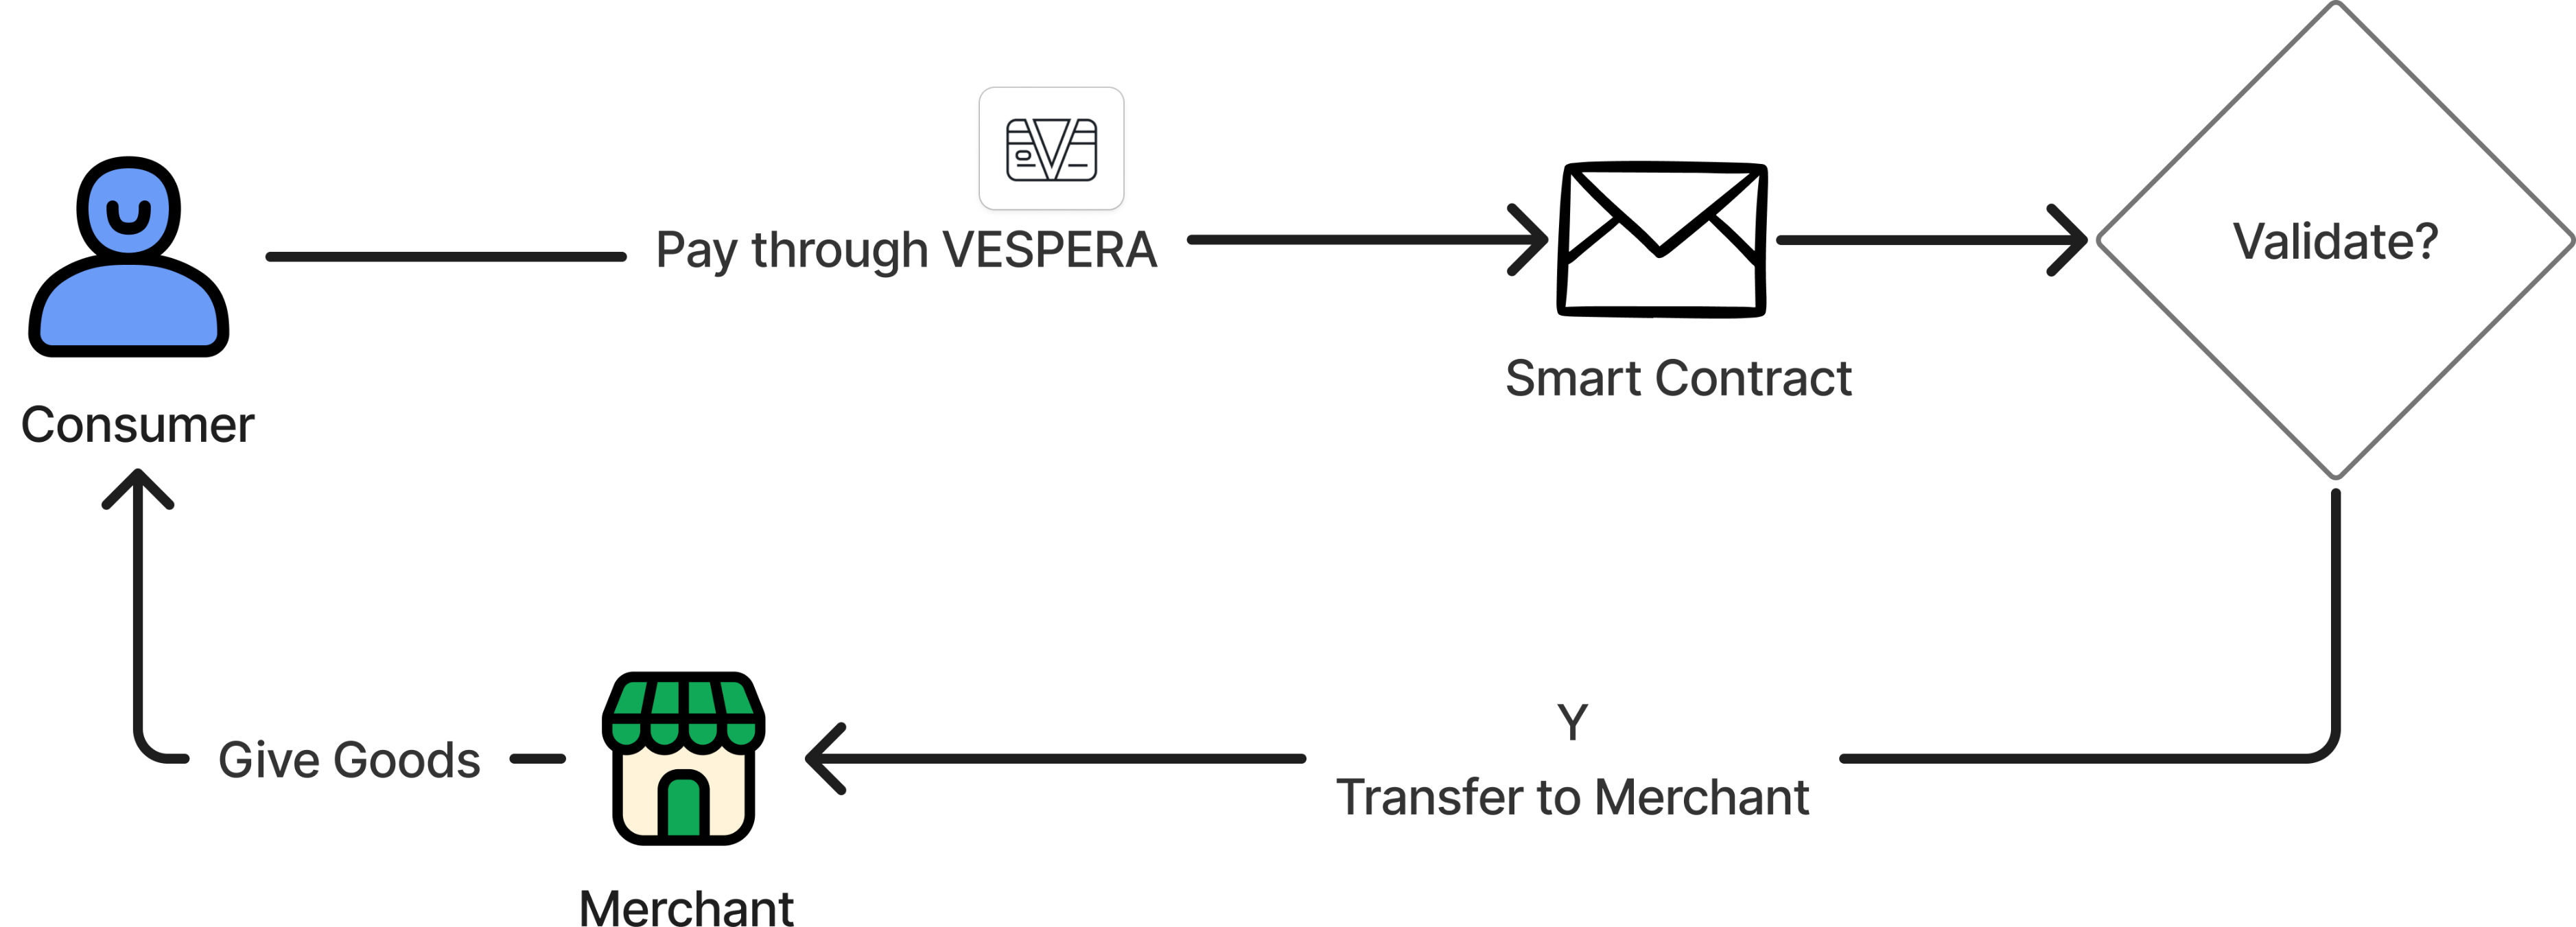 Pay through VESPERA
Validate?
Smart Contract
Consumer
Y
Transfer to Merchant
Give Goods
Merchant